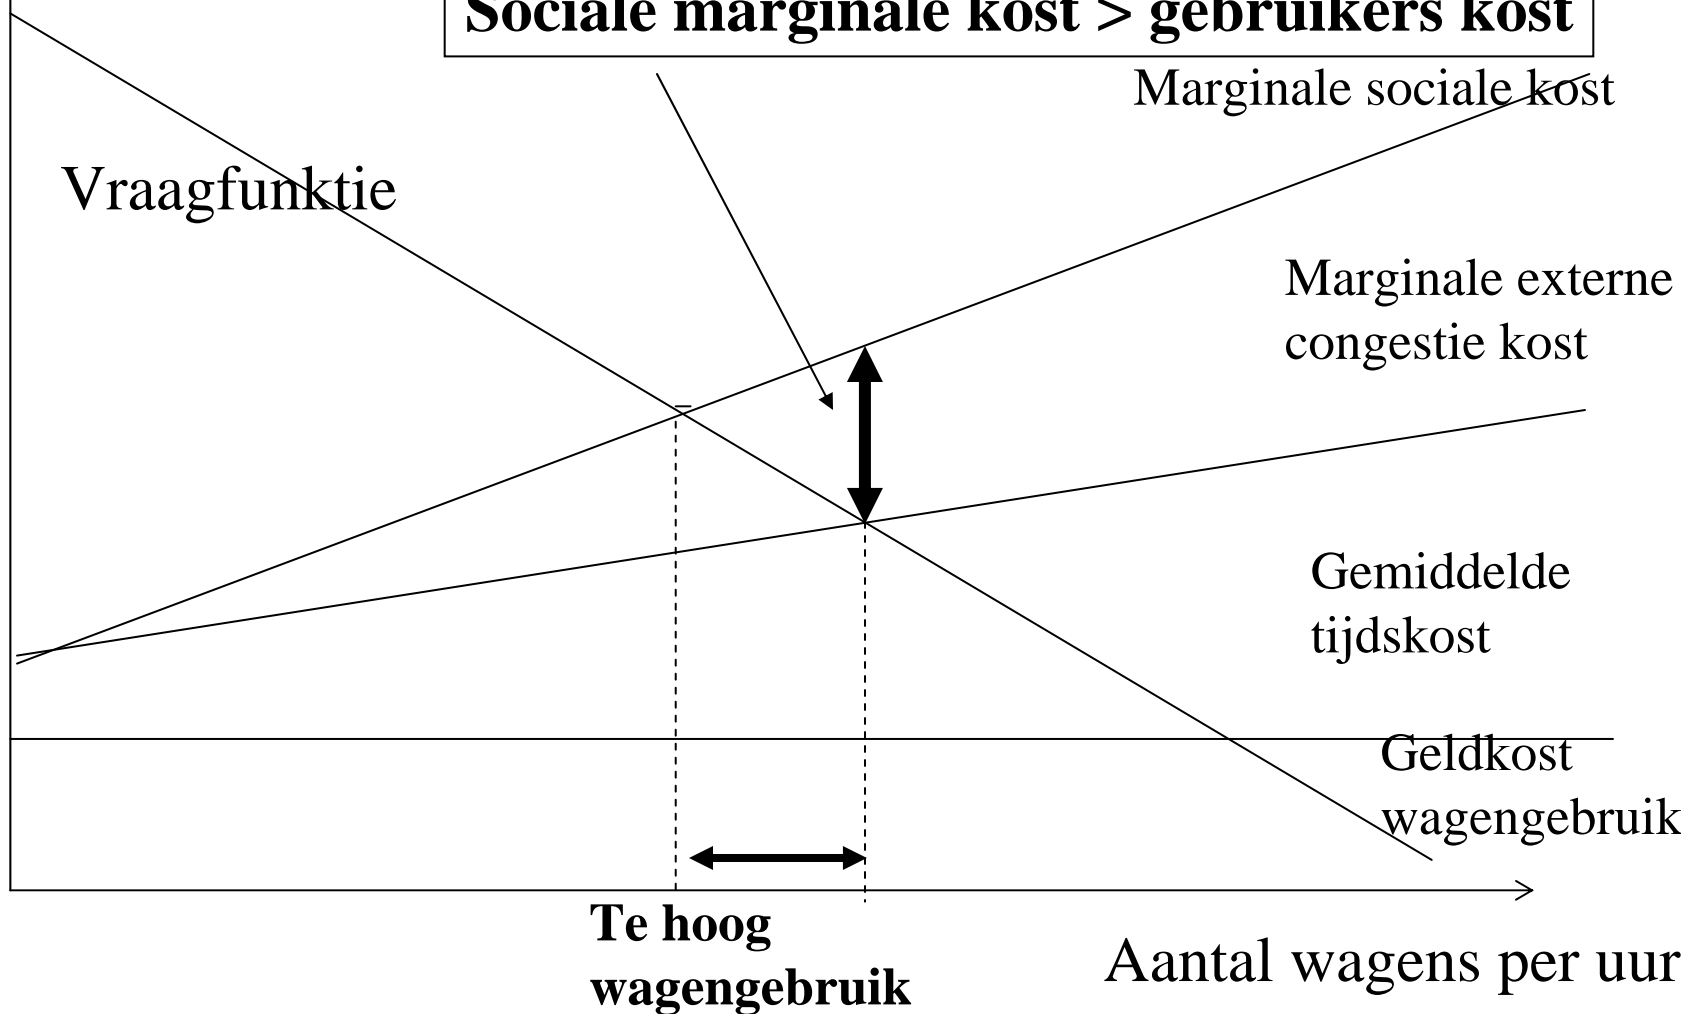 Sociale marginale kost > gebruikers kost
Marginale sociale kost
Vraagfunktie
Marginale externe
congestie kost
Gemiddelde
tijdskost
Geldkost
wagengebruik
Te hoog
wagengebruik
Aantal wagens per uur